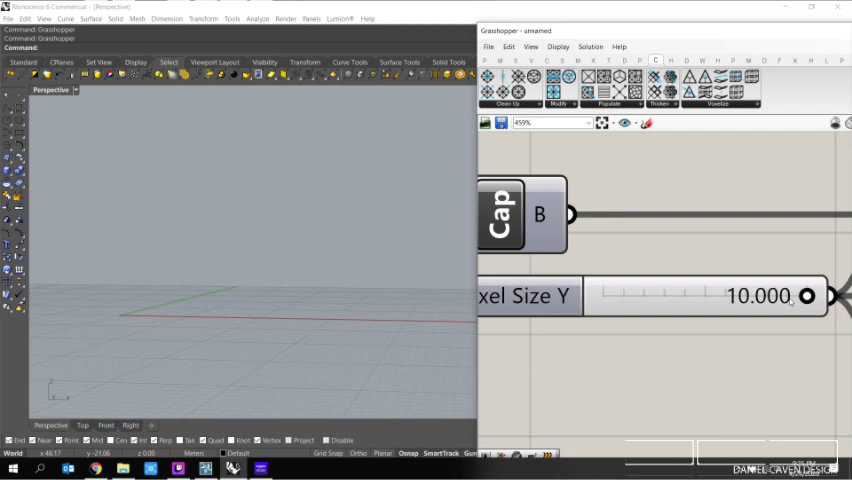 Rhinoceros 6 Commercial - [Perspective]
File Edit View Curve Surface Solid Mesh Dimension Transform Tools Analyze Render Panels Lumion® Help
Command: Grasshopper
Command: Grasshopper
Command:
Standard CPlanes Set View Display Select Viewport Layout Visibility Transform Curve Tools Surface Tools Solid Tools
Perspective
Perspective Top Front Right
End Near Point Mid Cen Int Perp Tan Quad Knot Vertex Project Disable
World x 48.17 y -21.06 z 0.00 Meters Default Grid Snap Ortho Planar Osnap SmartTrack Gum
Grasshopper - unnamed
File Edit View Display Solution Help
Clean Up Modify Populate Thicken Voxelize
459%
Cap B
xel Size Y 10.000
DANIEL CAVEN DESIGN